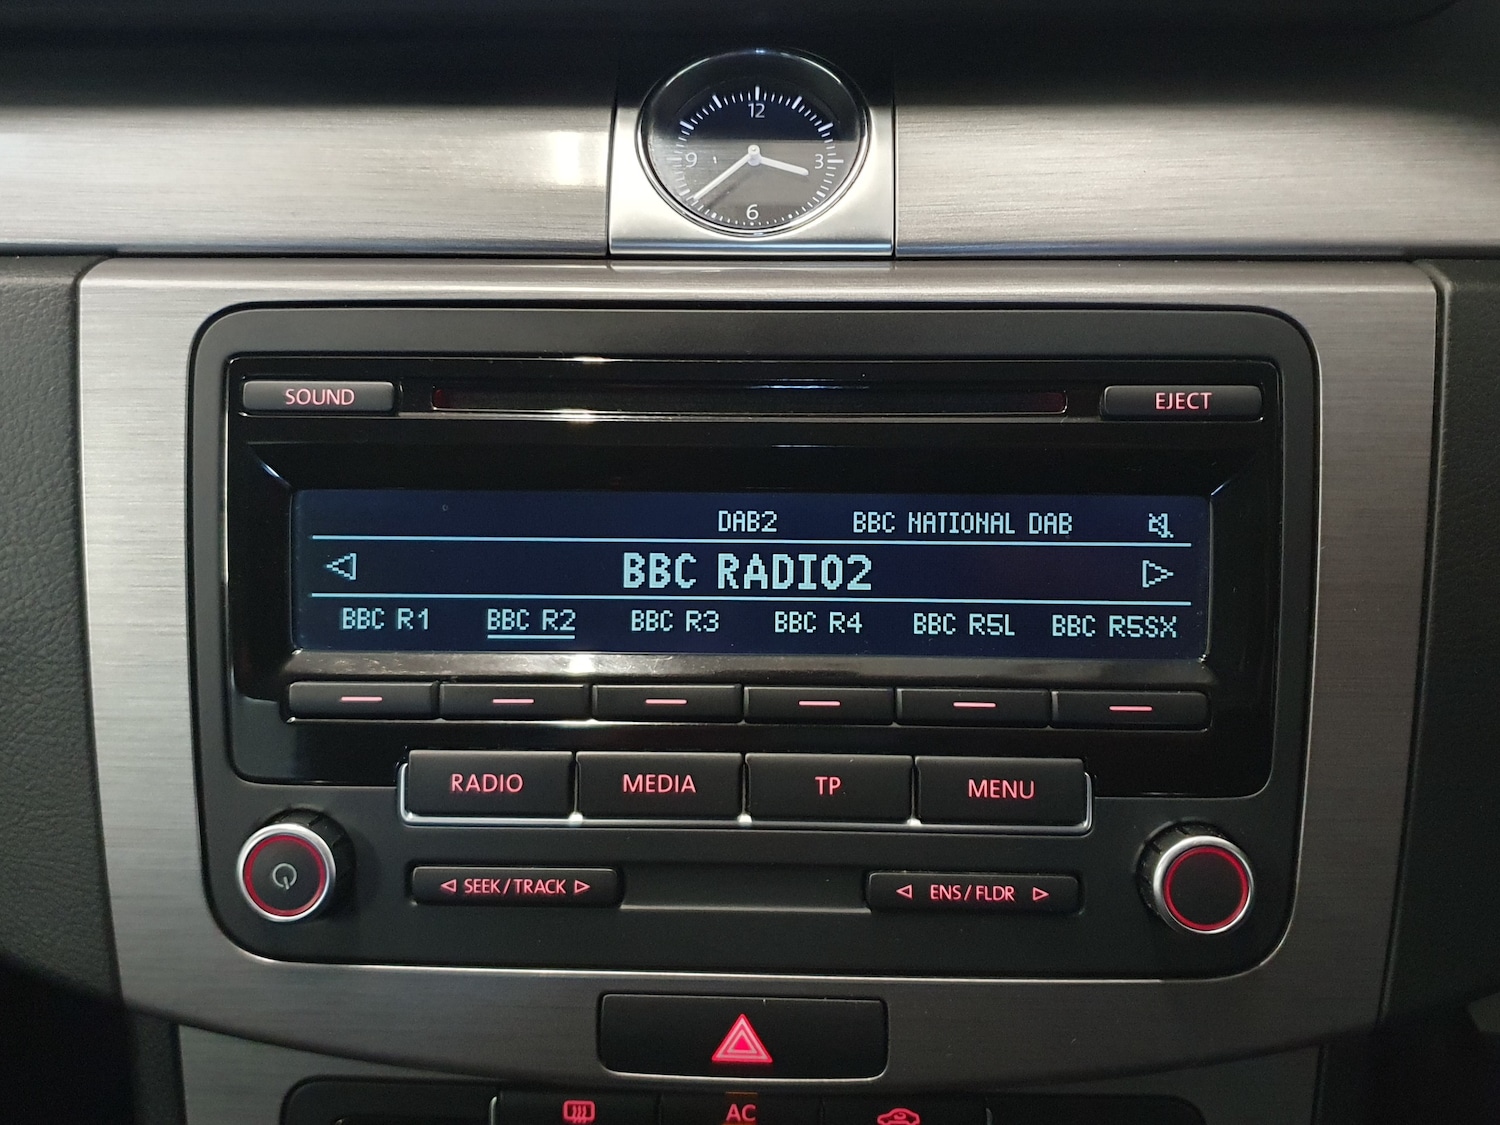 12
9 3
6
SOUND EJECT
DAB2 BBC NATIONAL DAB
BBC RADIO2
BBC R1 BBC R2 BBC R3 BBC R4 BBC R5L BBC R5SX
RADIO MEDIA TP MENU
SEEK/TRACK ENS/FLDR
AC